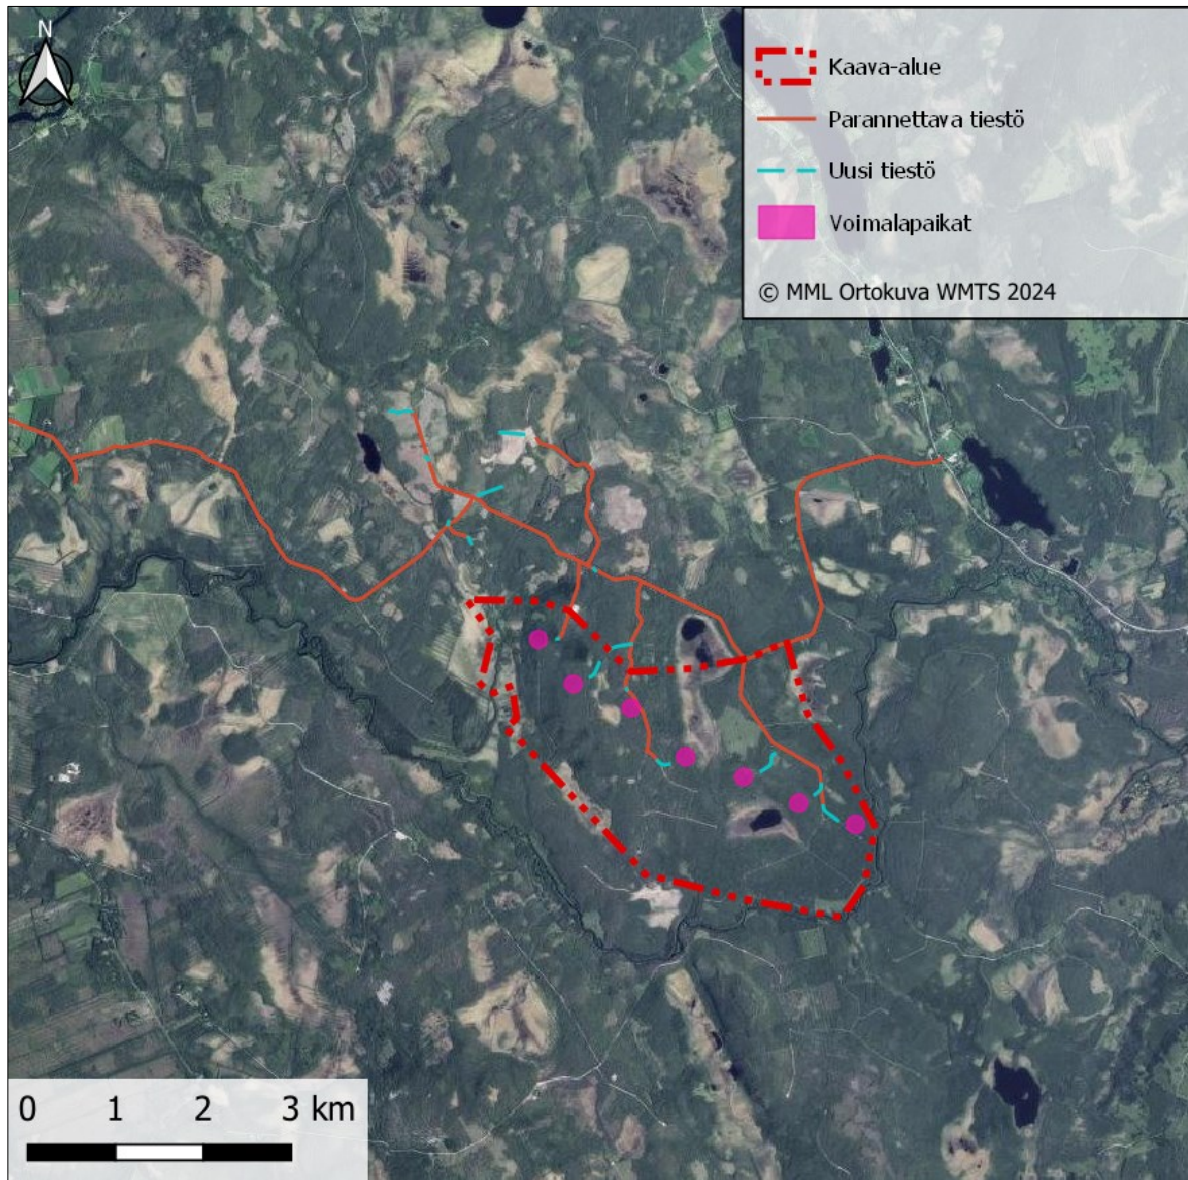 N
Kaava-alue
Parannettava tiestö
Uusi tiestö
Voimalapaikat
© MML Ortokuva WMTS 2024
0 1 2 3 km